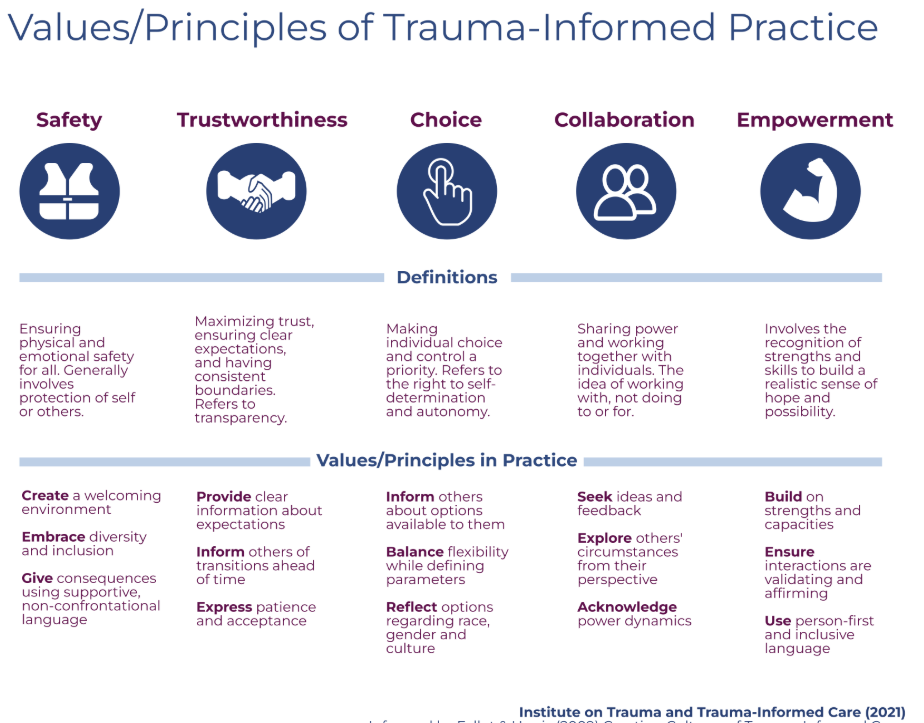 Values/Principles of Trauma-Informed Practice
Safety
Trustworthiness
Choice
Collaboration
Empowerment
Definitions
Ensuring
physical and
emotional safety
for all. Generally
involves
protection of self
or others.
Maximizing trust,
ensuring clear
expectations,
and having
consistent
boundaries.
Refers to
transparency.
Making
individual choice
and control a
priority. Refers to
the right to self-
determination
and autonomy.
Sharing power
and working
together with
individuals. The
idea of working
with, not doing
to or for.
Involves the
recognition of
strengths and
skills to build a
realistic sense of
hope and
possibility.
Values/Principles in Practice
Create a welcoming
environment
Embrace diversity
and inclusion
Give consequences
using supportive,
non-confrontational
language
Provide clear
information about
expectations
Inform others of
transitions ahead
of time
Express patience
and acceptance
Inform others
about options
available to them
Balance flexibility
while defining
parameters
Reflect options
regarding race,
gender and
culture
Seek ideas and
feedback
Explore others'
circumstances
from their
perspective
Acknowledge
power dynamics
Build on
strengths and
capacities
Ensure
interactions are
validating and
affirming
Use person-first
and inclusive
language
Institute on Trauma and Trauma-Informed Care (2021)